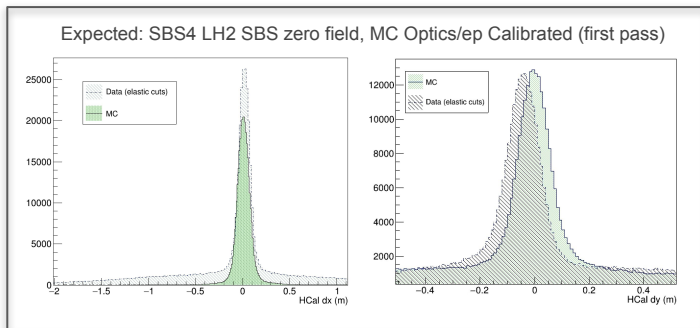 Expected: SBS4 LH2 SBS zero field, MC Optics/ep Calibrated (first pass)
25000
20000
15000
10000
5000
0
Data (elastic cuts)
MC
−2 −1.5 −1 −0.5 0 0.5 1
HCal dx (m)
12000
10000
8000
6000
4000
2000
MC
Data (elastic cuts)
−0.4 −0.2 0 0.2 0.4
HCal dy (m)